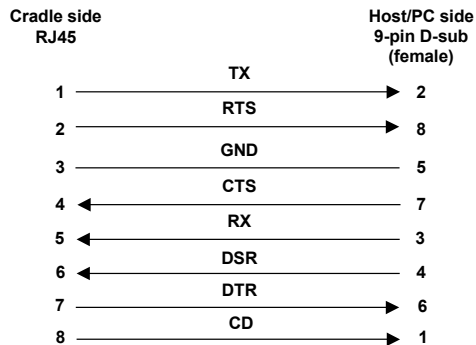 Cradle side Host/PC side
RJ45 9-pin D-sub
(female)
TX
1 2
RTS
2 8
GND
3 5
CTS
4 7
RX
5 3
DSR
6 4
DTR
7 6
CD
8 1